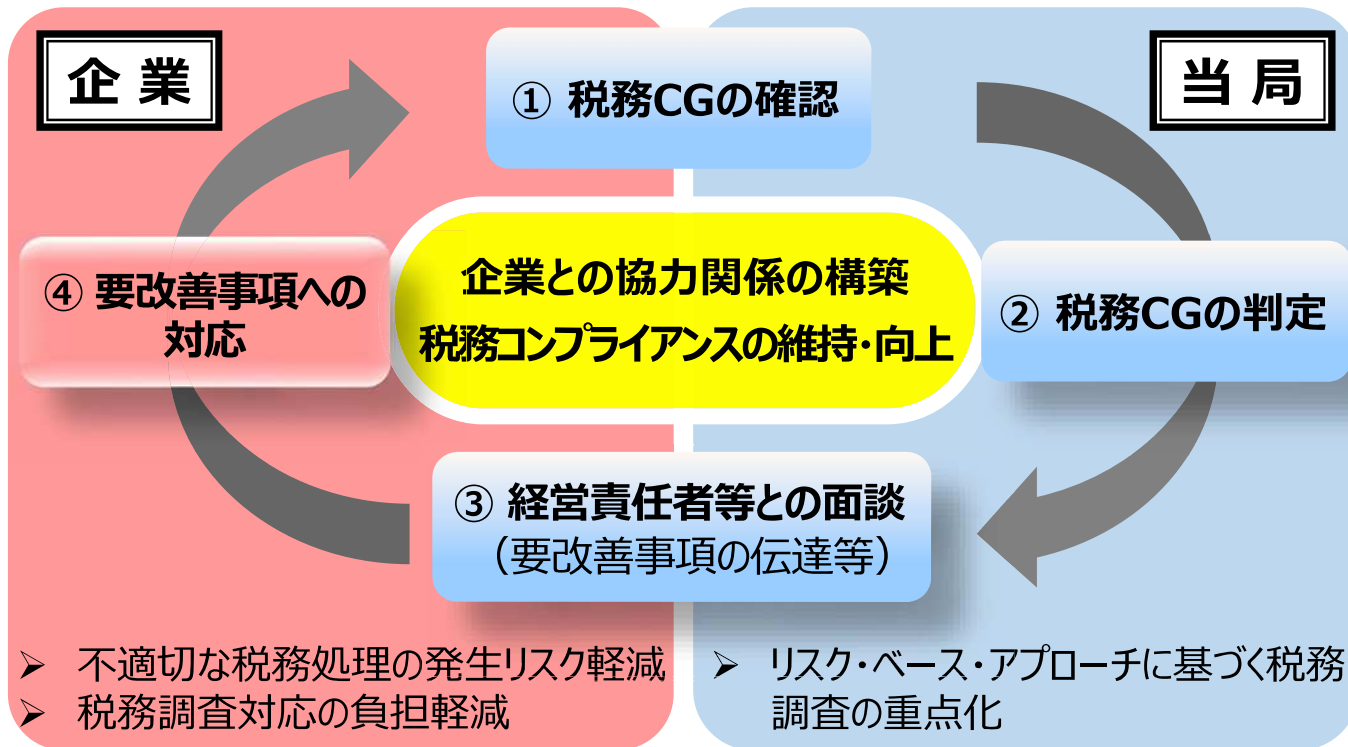 企業
当局
① 税務CGの確認
企業との協力関係の構築
税務コンプライアンスの維持・向上
② 税務CGの判定
③ 経営責任者等との面談
（要改善事項の伝達等）
④ 要改善事項への
対応
➢ 不適切な税務処理の発生リスク軽減
➢ 税務調査対応の負担軽減
➢ リスク・ベース・アプローチに基づく税務
調査の重点化